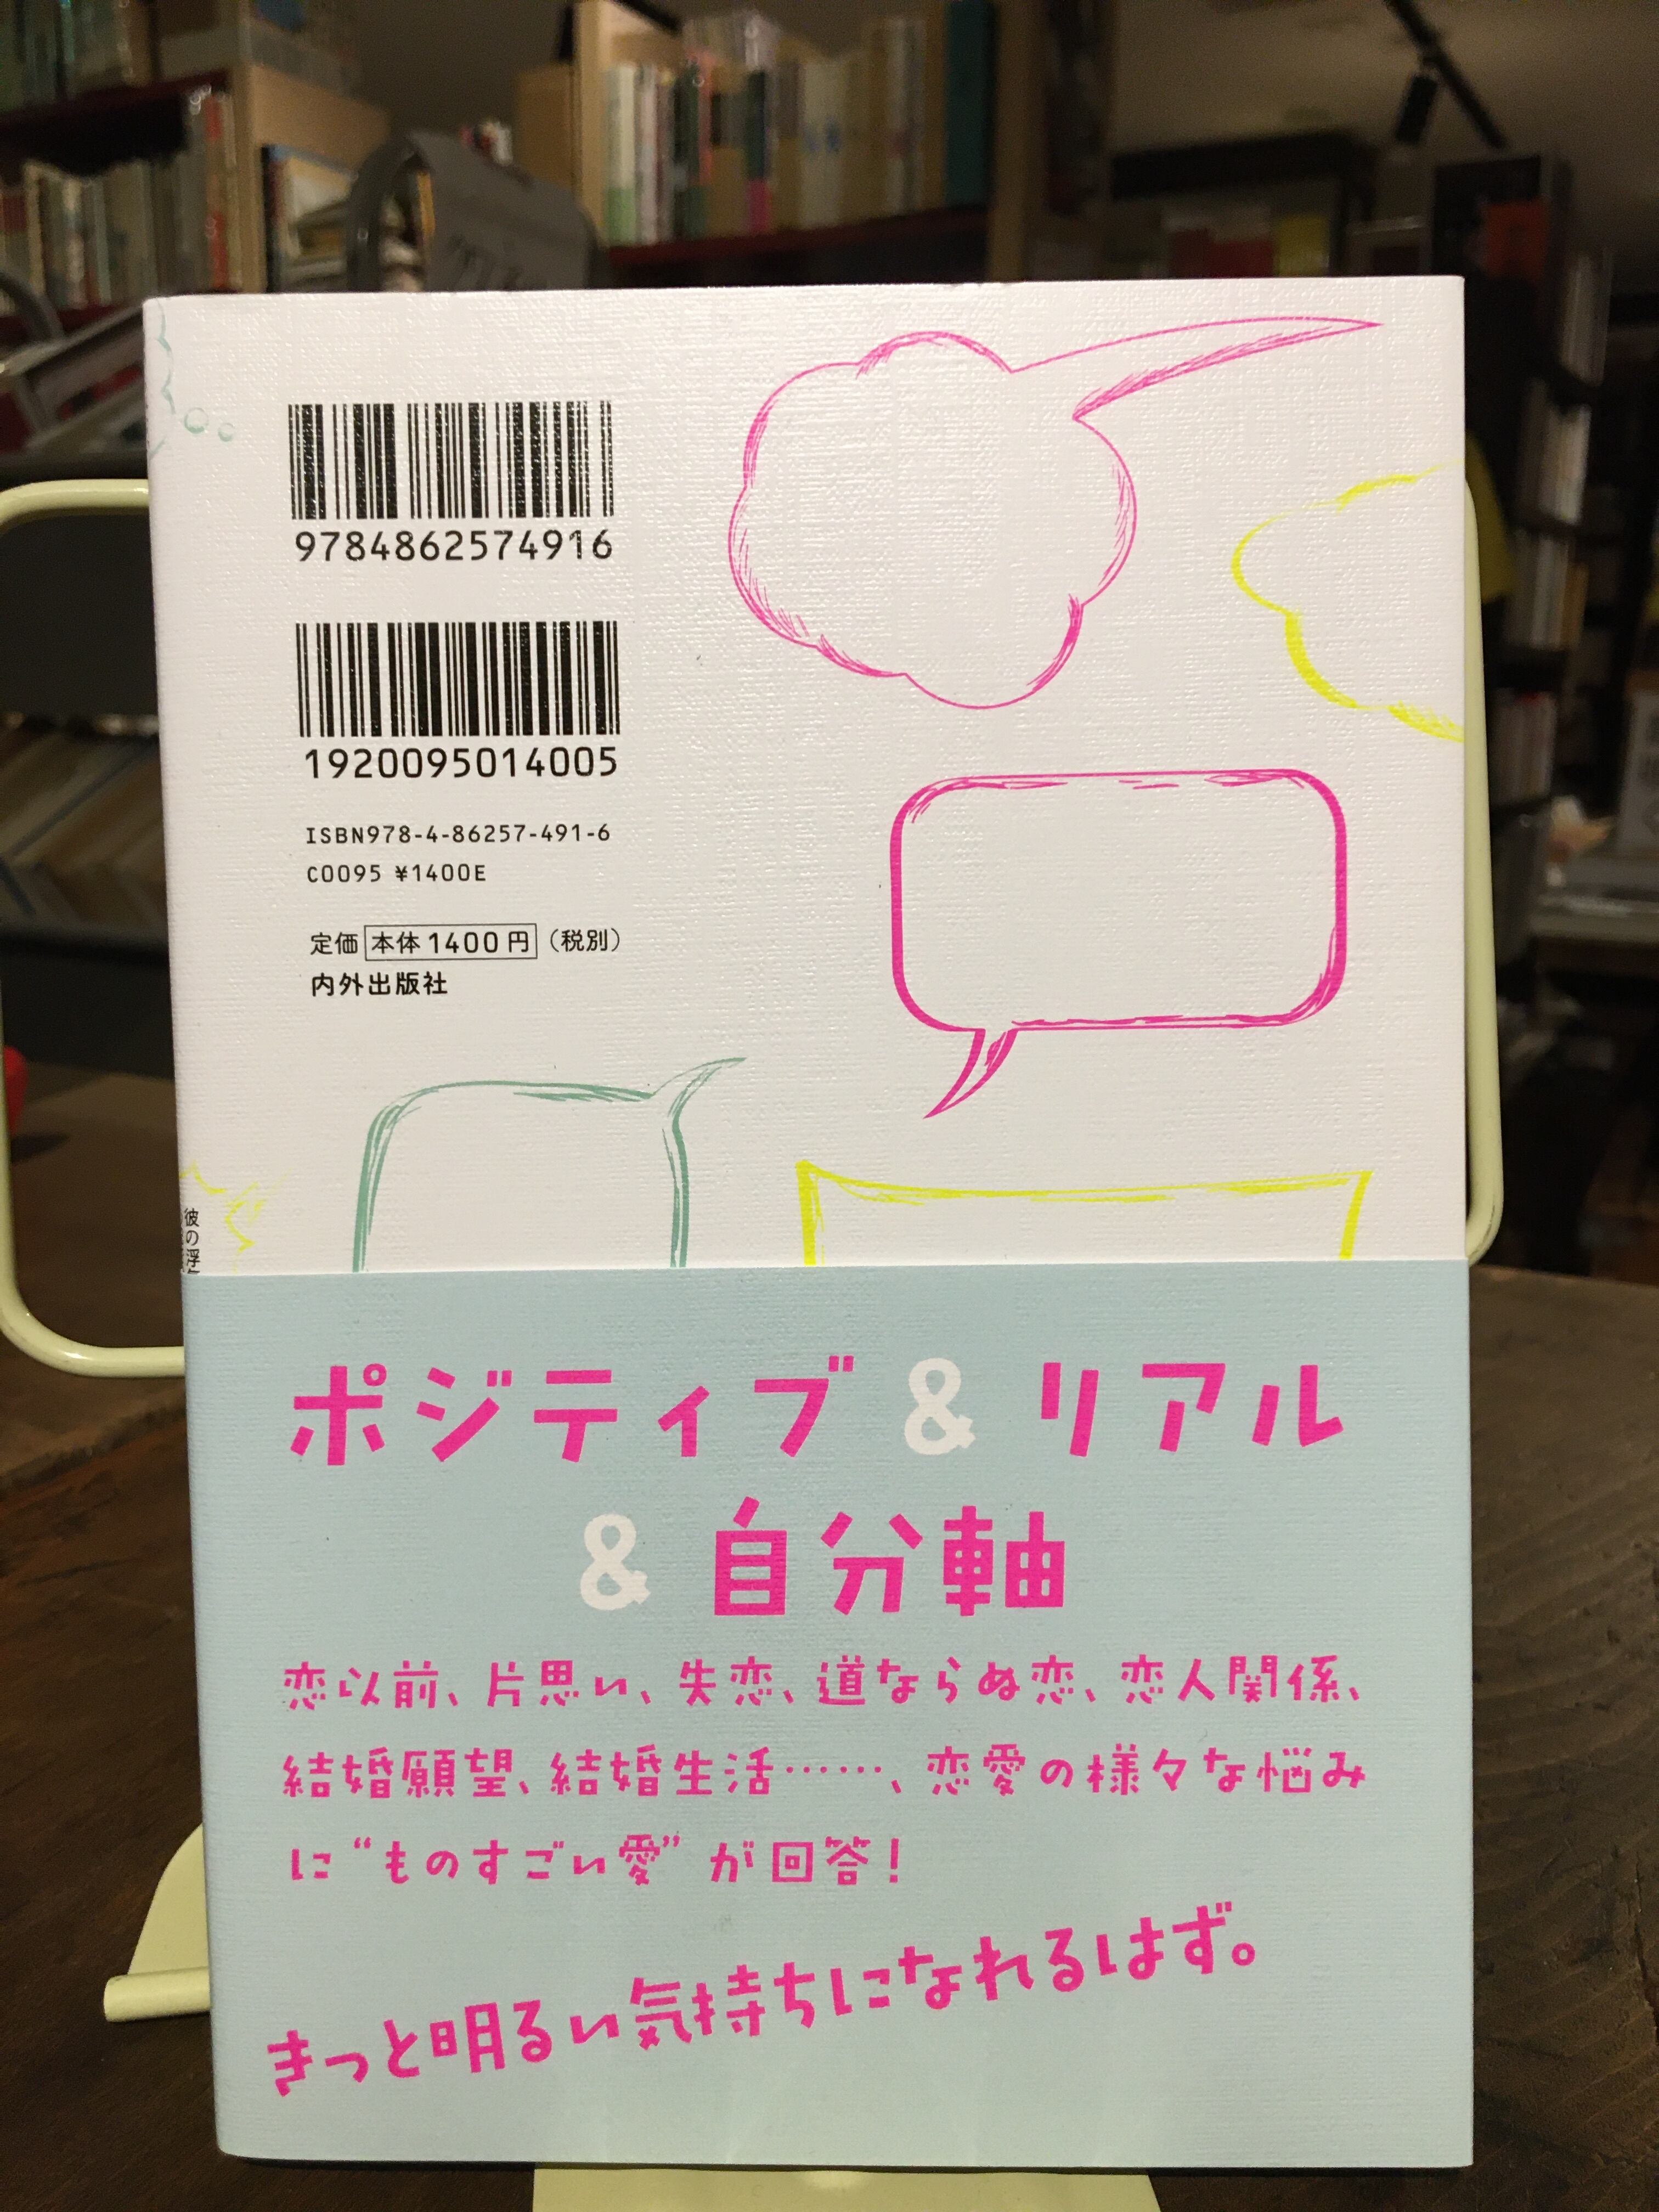 9784862574916
1920095014005
ISBN978-4-86257-491-6
C0095 ¥1400E
定価 本体1400円 (税別)
内外出版社
彼の浮気
ポジティブ & リアル
& 自分軸
恋以前、片思い、失恋、道ならぬ恋、恋人関係、
結婚願望、結婚生活……、恋愛の様々な悩み
に“ものすごい愛”が回答！
きっと明るい気持ちになれるはず。